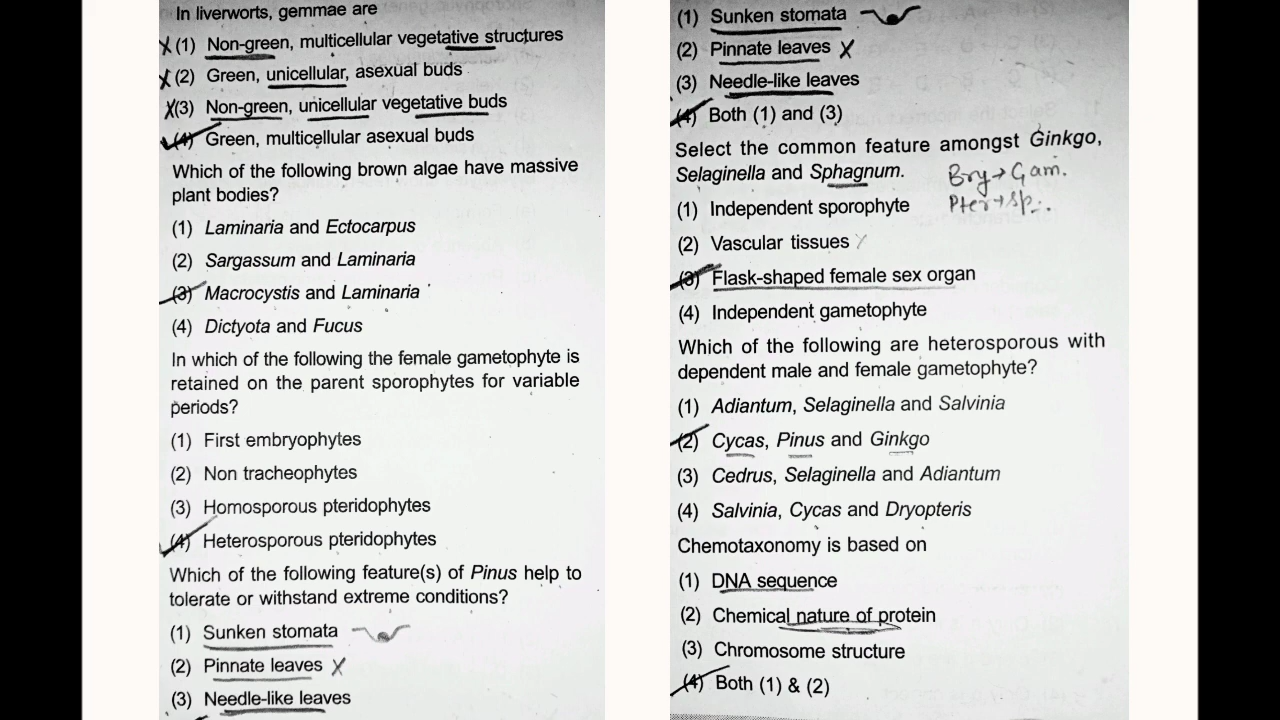 In liverworts, gemmae are
X (1) Non-green, multicellular vegetative structures
X (2) Green, unicellular, asexual buds
X (3) Non-green, unicellular vegetative buds
(4) Green, multicellular asexual buds
Which of the following brown algae have massive
plant bodies?
(1) Laminaria and Ectocarpus
(2) Sargassum and Laminaria
(3) Macrocystis and Laminaria
(4) Dictyota and Fucus
In which of the following the female gametophyte is
retained on the parent sporophytes for variable
periods?
(1) First embryophytes
(2) Non tracheophytes
(3) Homosporous pteridophytes
(4) Heterosporous pteridophytes
Which of the following feature(s) of Pinus help to
tolerate or withstand extreme conditions?
(1) Sunken stomata
(2) Pinnate leaves X
(3) Needle-like leaves
(1) Sunken stomata
(2) Pinnate leaves X
(3) Needle-like leaves
(4) Both (1) and (3)
Select the common feature amongst Ginkgo,
Selaginella and Sphagnum.
Bry → Gam.
Pter → Sp.
(1) Independent sporophyte
(2) Vascular tissues X
(3) Flask-shaped female sex organ
(4) Independent gametophyte
Which of the following are heterosporous with
dependent male and female gametophyte?
(1) Adiantum, Selaginella and Salvinia
(2) Cycas, Pinus and Ginkgo
(3) Cedrus, Selaginella and Adiantum
(4) Salvinia, Cycas and Dryopteris
Chemotaxonomy is based on
(1) DNA sequence
(2) Chemical nature of protein
(3) Chromosome structure
(4) Both (1) & (2)